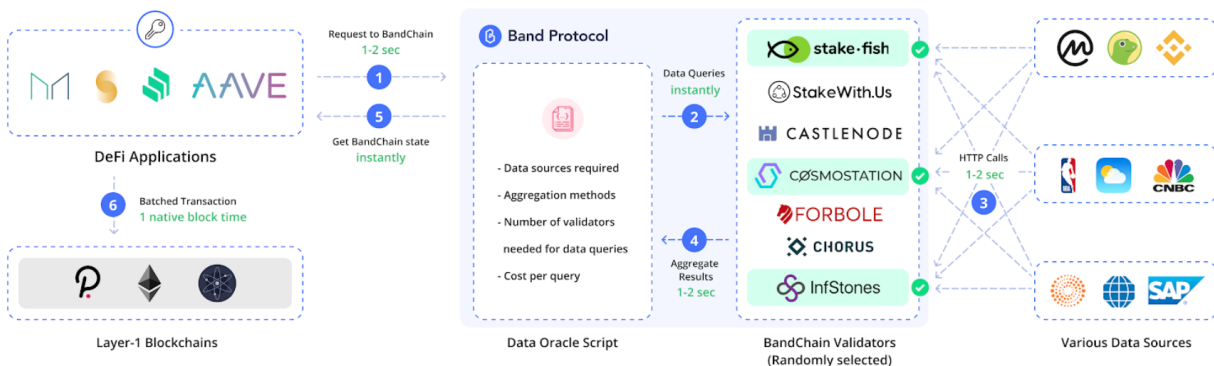 AAVE
DeFi Applications
6
Batched Transaction
1 native block time
Layer-1 Blockchains
Request to BandChain
1-2 sec
1
5
Get BandChain state
instantly
Band Protocol
- Data sources required
- Aggregation methods
- Number of validators
needed for data queries
- Cost per query
Data Oracle Script
Data Queries
instantly
2
4
Aggregate
Results
1-2 sec
stake·fish
StakeWith.Us
CASTLENODE
CØSMOSTATION
FORBOLE
CHORUS
InfStones
BandChain Validators
(Randomly selected)
HTTP Calls
1-2 sec
3
NBA
CNBC
SAP
Various Data Sources